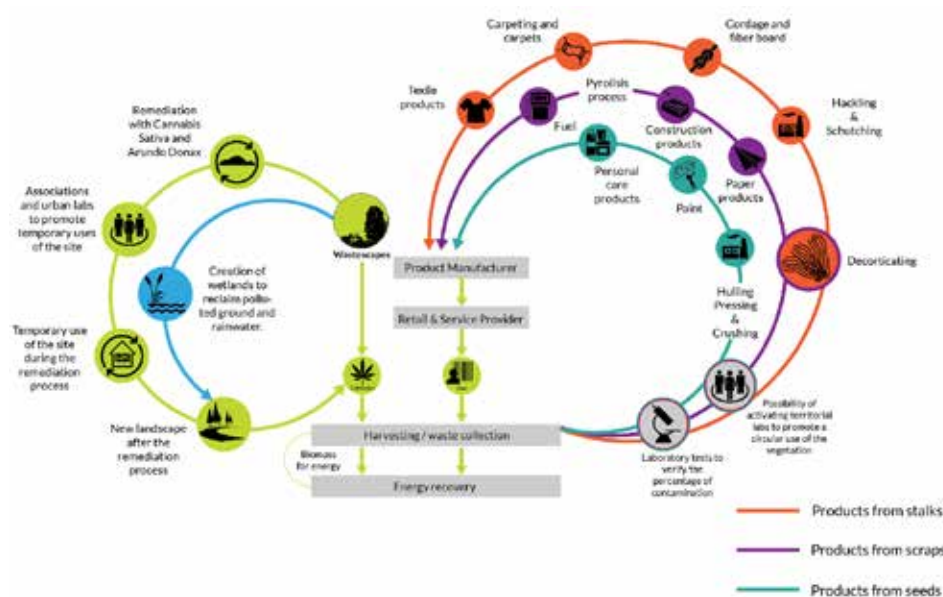 Remediation
with Cannabis
Sativa and
Arundo Donax
Associations
and urban labs
to promote
temporary uses
of the site
Wastescapes
Creation of
wetlands to
reclaim pollu-
ted ground and
rainwater.
Temporary use
of the site
during the
remediation
process
New landscape
after the
remediation
process
Carpeting and
carpets
Cordage and
fiber board
Textile
products
Pyrolisis
process
Hackling
&
Schutching
Fuel
Construction
products
Personal
care
products
Paper
products
Paint
Decorticating
Hulling
Pressing
&
Crushing
Product Manufacturer
Retail & Service Provider
Harvesting / waste collection
Biomass
for energy
Energy recovery
Possibility of
activating territorial
labs to promote a
circular use of the
vegetation
Laboratory tests to
verify the
percentage of
contamination
Products from stalks
Products from scraps
Products from seeds